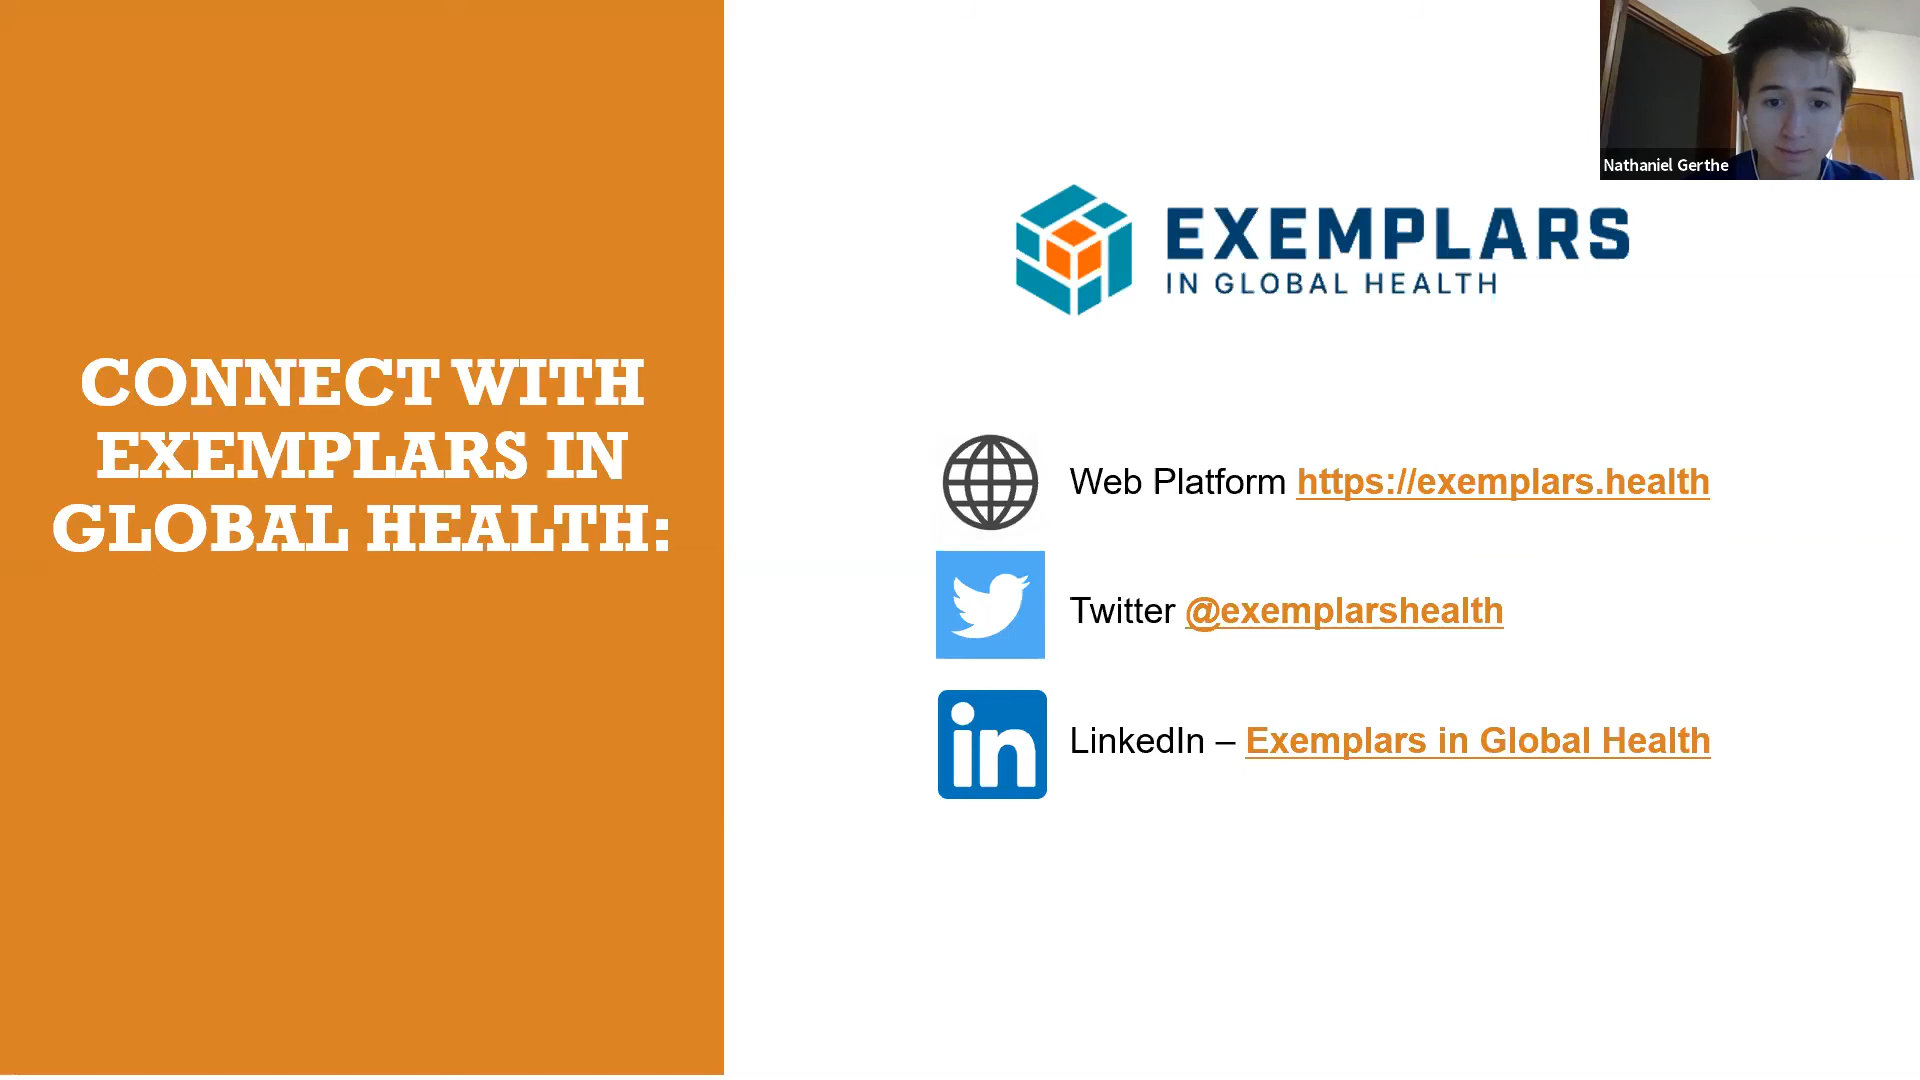 CONNECT WITH
EXEMPLARS IN
GLOBAL HEALTH:
Nathaniel Gerthe
EXEMPLARS
IN GLOBAL HEALTH
Web Platform https://exemplars.health
Twitter @exemplarshealth
in
LinkedIn – Exemplars in Global Health